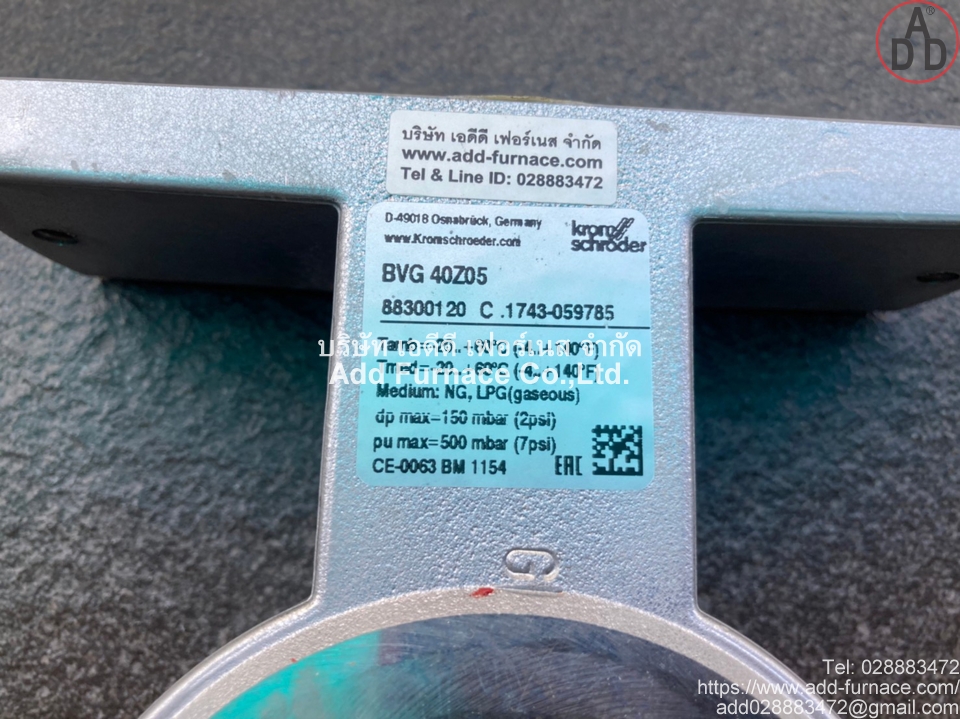 ADD®
บริษัท เอดีดี เฟอร์เนส จำกัด
www.add-furnace.com
Tel & Line ID: 028883472
D-49018 Osnabrück, Germany
www.Kromschroeder.com
krom schröder
BVG 40Z05
88300120 C .1743-059785
บริษัท เอดีดี เฟอร์เนส จำกัด
Add Furnace Co.,Ltd.
Medium: NG, LPG(gaseous)
dp max=150 mbar (2psi)
pu max=500 mbar (7psi)
CE-0063 BM 1154 EAC
G
Tel: 028883472
https://www.add-furnace.com/
add028883472@gmail.com